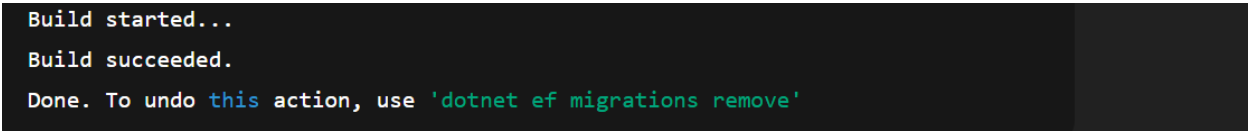 Build started...
Build succeeded.
Done. To undo this action, use 'dotnet ef migrations remove'